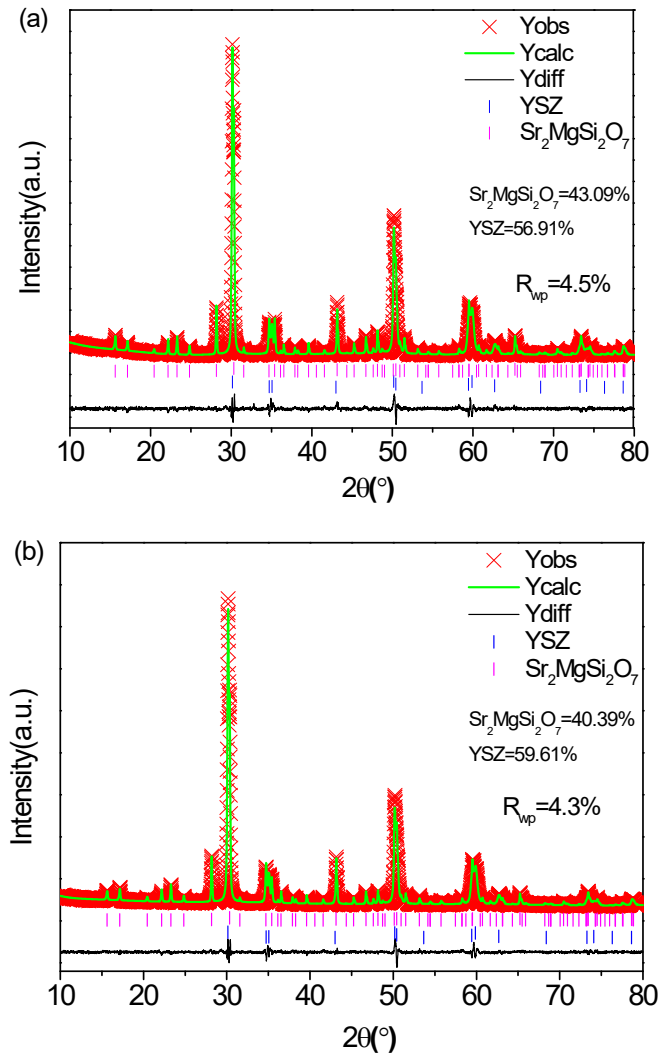 (a)
Yobs
Ycalc
Ydiff
YSZ
Sr₂MgSi₂O₇
Sr₂MgSi₂O₇=43.09%
YSZ=56.91%
R_wp=4.5%
Intensity(a.u.)
10 20 30 40 50 60 70 80
2θ(°)
(b)
Yobs
Ycalc
Ydiff
YSZ
Sr₂MgSi₂O₇
Sr₂MgSi₂O₇=40.39%
YSZ=59.61%
R_wp=4.3%
Intensity(a.u.)
10 20 30 40 50 60 70 80
2θ(°)